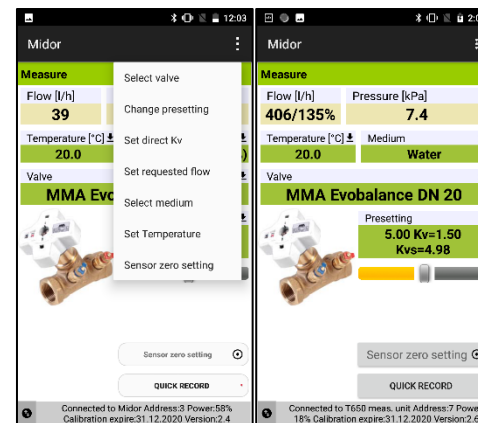 12:03
Midor
Measure
Flow [l/h]
39
Temperature [°C]
20.0
Valve
MMA Evo
Select valve
Change presetting
Set direct Kv
Set requested flow
Select medium
Set Temperature
Sensor zero setting
Sensor zero setting
QUICK RECORD
Connected to Midor Address:3 Power:58%
Calibration expire:31.12.2020 Version:2.4
Midor
Measure
Flow [l/h]
Pressure [kPa]
406/135%
7.4
Temperature [°C]
Medium
20.0
Water
Valve
MMA Evobalance DN 20
Presetting
5.00 Kv=1.50
Kvs=4.98
Sensor zero setting
QUICK RECORD
Connected to T650 meas. unit Address:7 Powe
18% Calibration expire:31.12.2020 Version:2.6